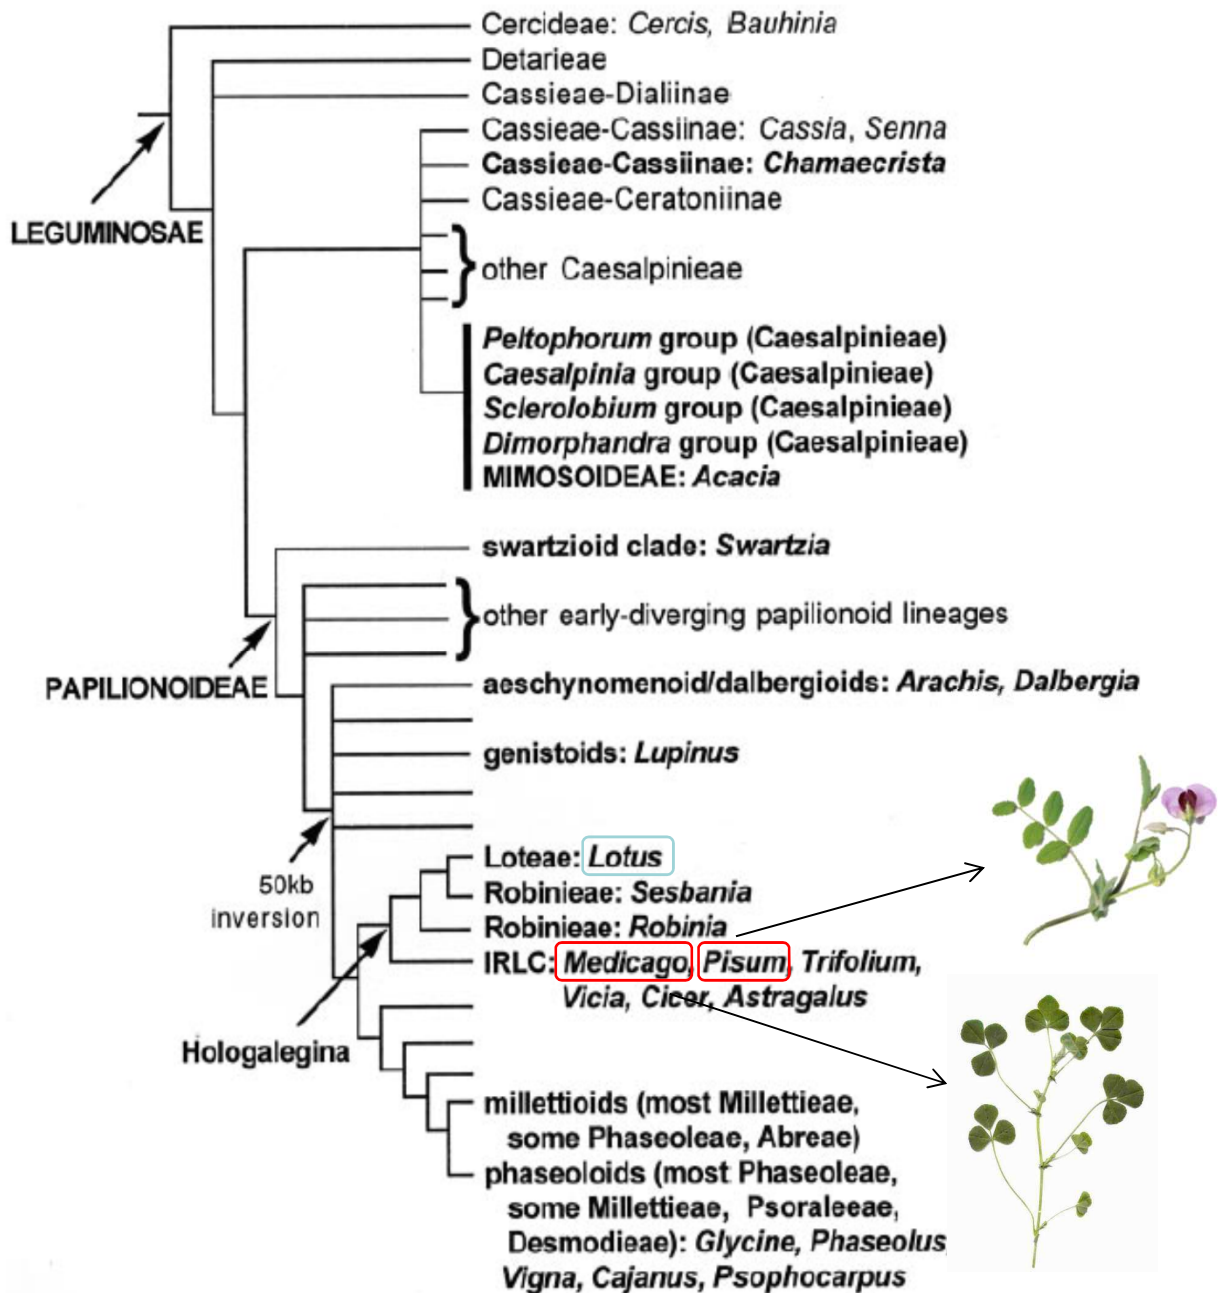 Cercideae: Cercis, Bauhinia
Detarieae
Cassieae-Dialiinae
Cassieae-Cassiinae: Cassia, Senna
Cassieae-Cassiinae: Chamaecrista
Cassieae-Ceratoniinae
LEGUMINOSAE
other Caesalpinieae
Peltophorum group (Caesalpinieae)
Caesalpinia group (Caesalpinieae)
Sclerolobium group (Caesalpinieae)
Dimorphandra group (Caesalpinieae)
MIMOSOIDEAE: Acacia
swartzioid clade: Swartzia
other early-diverging papilionoid lineages
PAPILIONOIDEAE
aeschynomenoid/dalbergioids: Arachis, Dalbergia
genistoids: Lupinus
50kb
inversion
Loteae: Lotus
Robinieae: Sesbania
Robinieae: Robinia
IRLC: Medicago, Pisum, Trifolium,
Vicia, Cicer, Astragalus
Hologalegina
millettioids (most Millettieae,
some Phaseoleae, Abreae)
phaseoloids (most Phaseoleae,
some Millettieae, Psoraleeae,
Desmodieae): Glycine, Phaseolus
Vigna, Cajanus, Psophocarpus